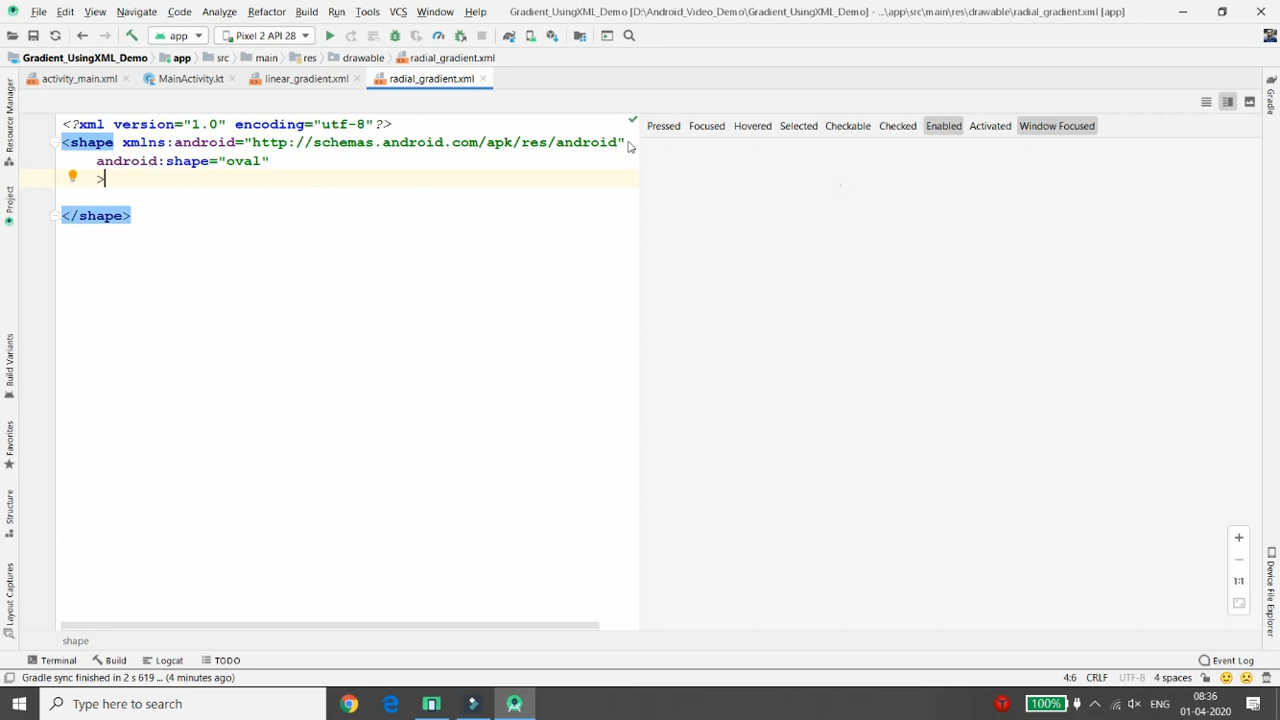 File Edit View Navigate Code Analyze Refactor Build Run Tools VCS Window Help Gradient_UsingXML_Demo [D:\Android_Video_Demo\Gradient_UsingXML_Demo] - ...\app\src\main\res\drawable\radial_gradient.xml [app]
app Pixel 2 API 28
Gradient_UsingXML_Demo app src main res drawable radial_gradient.xml
activity_main.xml MainActivity.kt linear_gradient.xml radial_gradient.xml
Resource Manager
Project
Build Variants
Favorites
Structure
Layout Captures
<?xml version="1.0" encoding="utf-8"?>
<shape xmlns:android="http://schemas.android.com/apk/res/android"
android:shape="oval"
>
</shape>
Pressed Focused Hovered Selected Checkable Checked Enabled Activated Window Focused
1:1
Gradle
Device File Explorer
shape
Terminal Build Logcat TODO Event Log
Gradle sync finished in 2 s 619 ... (4 minutes ago) 4:6 CRLF UTF-8 4 spaces
Type here to search 100% ENG 08:36
01-04-2020